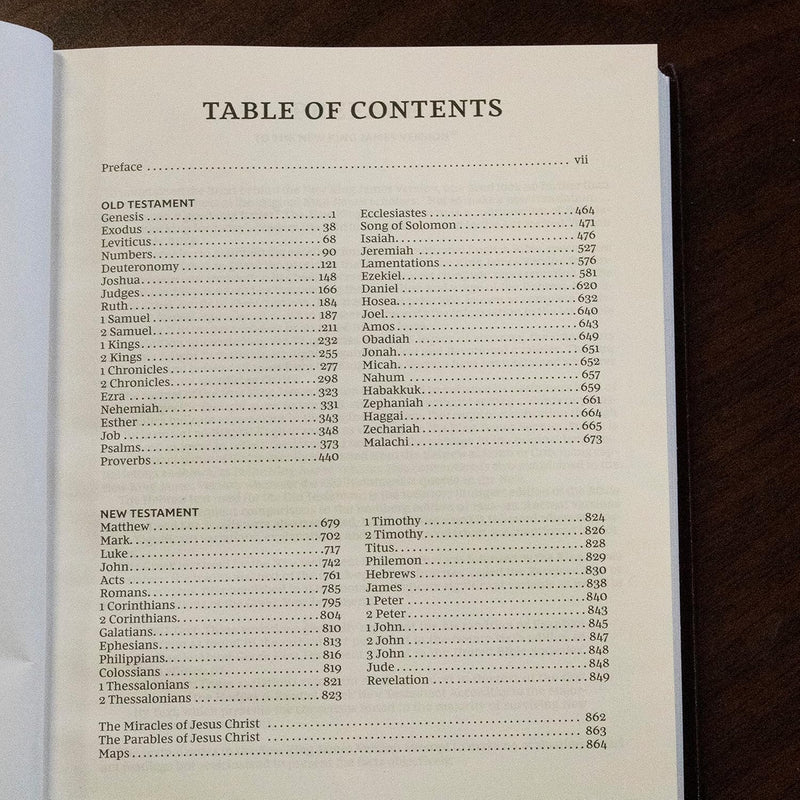 TABLE OF CONTENTS
Preface ........ vii
OLD TESTAMENT
Genesis ........ 1
Exodus ........ 38
Leviticus ........ 68
Numbers ........ 90
Deuteronomy ........ 121
Joshua ........ 148
Judges ........ 166
Ruth ........ 184
1 Samuel ........ 187
2 Samuel ........ 211
1 Kings ........ 232
2 Kings ........ 255
1 Chronicles ........ 277
2 Chronicles ........ 298
Ezra ........ 323
Nehemiah ........ 331
Esther ........ 343
Job ........ 348
Psalms ........ 373
Proverbs ........ 440
Ecclesiastes ........ 464
Song of Solomon ........ 471
Isaiah ........ 476
Jeremiah ........ 527
Lamentations ........ 576
Ezekiel ........ 581
Daniel ........ 620
Hosea ........ 632
Joel ........ 640
Amos ........ 643
Obadiah ........ 649
Jonah ........ 651
Micah ........ 652
Nahum ........ 657
Habakkuk ........ 659
Zephaniah ........ 661
Haggai ........ 664
Zechariah ........ 665
Malachi ........ 673
NEW TESTAMENT
Matthew ........ 679
Mark ........ 702
Luke ........ 717
John ........ 742
Acts ........ 761
Romans ........ 785
1 Corinthians ........ 795
2 Corinthians ........ 804
Galatians ........ 810
Ephesians ........ 813
Philippians ........ 816
Colossians ........ 819
1 Thessalonians ........ 821
2 Thessalonians ........ 823
1 Timothy ........ 824
2 Timothy ........ 826
Titus ........ 828
Philemon ........ 829
Hebrews ........ 830
James ........ 838
1 Peter ........ 840
2 Peter ........ 843
1 John ........ 845
2 John ........ 847
3 John ........ 848
Jude ........ 848
Revelation ........ 849
The Miracles of Jesus Christ ........ 862
The Parables of Jesus Christ ........ 863
Maps ........ 864